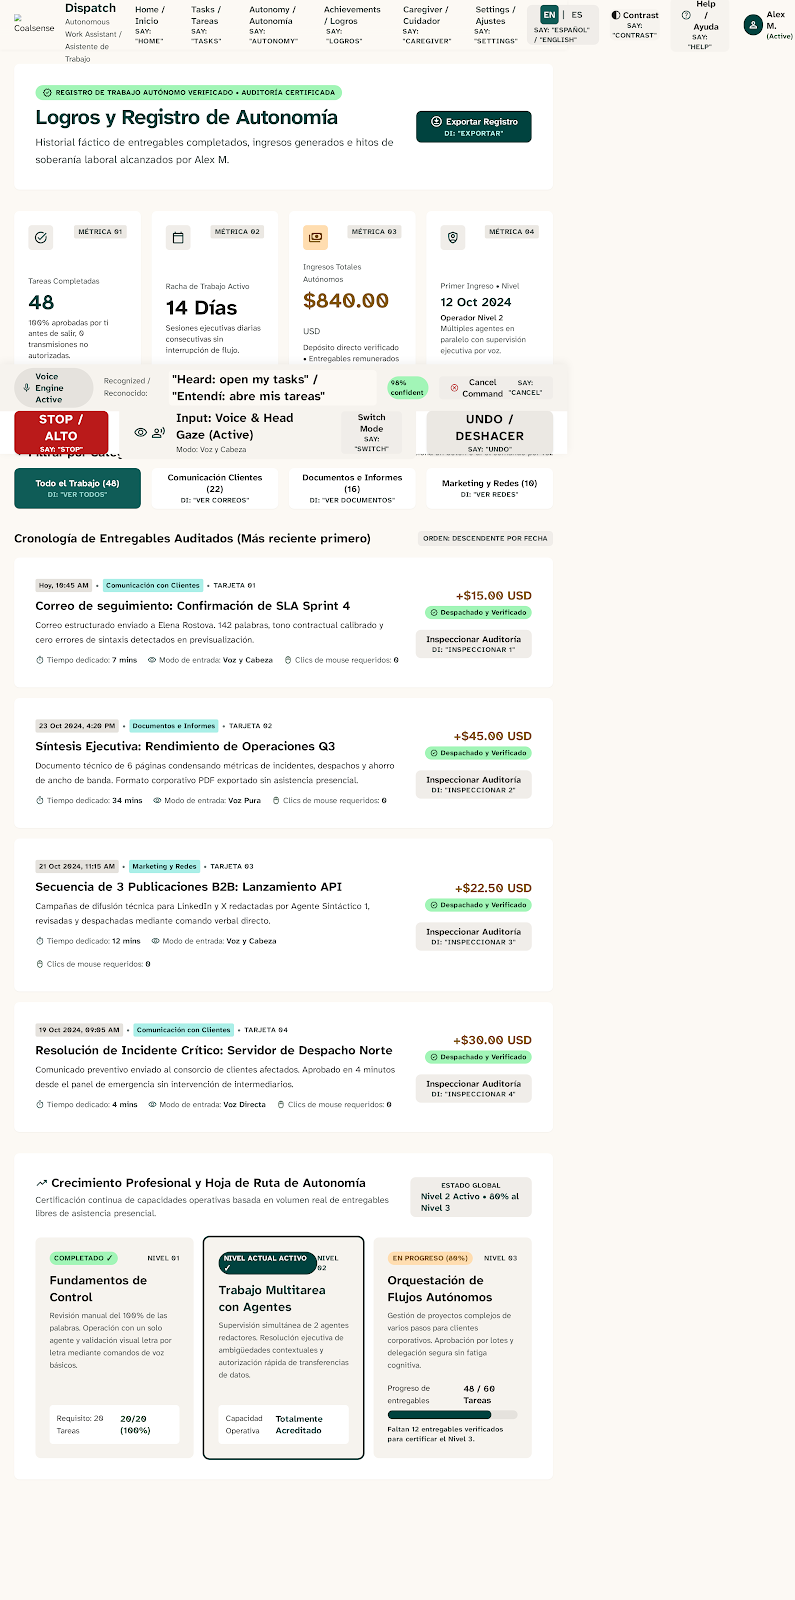 Coalsense
Dispatch
Autonomous
Work Assistant /
Asistente de
Trabajo
Home /
Inicio
SAY:
"HOME"
Tasks /
Tareas
SAY:
"TASKS"
Autonomy /
Autonomía
SAY:
"AUTONOMY"
Achievements
/ Logros
SAY:
"LOGROS"
Caregiver /
Cuidador
SAY:
"CAREGIVER"
Settings /
Ajustes
SAY:
"SETTINGS"
EN | ES
SAY: "ESPAÑOL"
/ "ENGLISH"
Contrast
SAY:
"CONTRAST"
Help
/
Ayuda
SAY:
"HELP"
Alex
M.
(Active)
REGISTRO DE TRABAJO AUTÓNOMO VERIFICADO • AUDITORÍA CERTIFICADA
Logros y Registro de Autonomía
Historial fáctico de entregables completados, ingresos generados e hitos de
soberanía laboral alcanzados por Alex M.
Exportar Registro
DI: "EXPORTAR"
MÉTRICA 01
Tareas Completadas
48
100% aprobadas por ti
antes de salir, 0
transmisiones no
autorizadas.
MÉTRICA 02
Racha de Trabajo Activo
14 Días
Sesiones ejecutivas diarias
consecutivas sin
interrupción de flujo.
MÉTRICA 03
Ingresos Totales
Autónomos
$840.00
USD
Depósito directo verificado
• Entregables remunerados
MÉTRICA 04
Primer Ingreso • Nivel
12 Oct 2024
Operador Nivel 2
Múltiples agentes en
paralelo con supervisión
ejecutiva por voz.
Voice
Engine
Active
Recognized /
Reconocido:
"Heard: open my tasks" /
"Entendí: abre mis tareas"
98%
confident
Cancel
Command
SAY:
"CANCEL"
STOP /
ALTO
SAY: "STOP"
Input: Voice & Head
Gaze (Active)
Modo: Voz y Cabeza
Switch
Mode
SAY:
"SWITCH"
UNDO /
DESHACER
SAY: "UNDO"
Todo el Trabajo (48)
DI: "VER TODOS"
Comunicación Clientes
(22)
DI: "VER CORREOS"
Documentos e Informes
(16)
DI: "VER DOCUMENTOS"
Marketing y Redes (10)
DI: "VER REDES"
Cronología de Entregables Auditados (Más reciente primero)
ORDEN: DESCENDENTE POR FECHA
Hoy, 10:45 AM • Comunicación con Clientes • TARJETA 01
Correo de seguimiento: Confirmación de SLA Sprint 4
Correo estructurado enviado a Elena Rostova. 142 palabras, tono contractual calibrado y
cero errores de sintaxis detectados en previsualización.
Tiempo dedicado: 7 mins Modo de entrada: Voz y Cabeza Clics de mouse requeridos: 0
+$15.00 USD
Despachado y Verificado
Inspeccionar Auditoría
DI: "INSPECCIONAR 1"
23 Oct 2024, 4:20 PM • Documentos e Informes • TARJETA 02
Síntesis Ejecutiva: Rendimiento de Operaciones Q3
Documento técnico de 6 páginas condensando métricas de incidentes, despachos y ahorro
de ancho de banda. Formato corporativo PDF exportado sin asistencia presencial.
Tiempo dedicado: 34 mins Modo de entrada: Voz Pura Clics de mouse requeridos: 0
+$45.00 USD
Despachado y Verificado
Inspeccionar Auditoría
DI: "INSPECCIONAR 2"
21 Oct 2024, 11:15 AM • Marketing y Redes • TARJETA 03
Secuencia de 3 Publicaciones B2B: Lanzamiento API
Campañas de difusión técnica para LinkedIn y X redactadas por Agente Sintáctico 1,
revisadas y despachadas mediante comando verbal directo.
Tiempo dedicado: 12 mins Modo de entrada: Voz y Cabeza
Clics de mouse requeridos: 0
+$22.50 USD
Despachado y Verificado
Inspeccionar Auditoría
DI: "INSPECCIONAR 3"
19 Oct 2024, 09:05 AM • Comunicación con Clientes • TARJETA 04
Resolución de Incidente Crítico: Servidor de Despacho Norte
Comunicado preventivo enviado al consorcio de clientes afectados. Aprobado en 4 minutos
desde el panel de emergencia sin intervención de intermediarios.
Tiempo dedicado: 4 mins Modo de entrada: Voz Directa Clics de mouse requeridos: 0
+$30.00 USD
Despachado y Verificado
Inspeccionar Auditoría
DI: "INSPECCIONAR 4"
Crecimiento Profesional y Hoja de Ruta de Autonomía
Certificación continua de capacidades operativas basada en volumen real de entregables
libres de asistencia presencial.
ESTADO GLOBAL
Nivel 2 Activo • 80% al
Nivel 3
COMPLETADO ✓
NIVEL 01
Fundamentos de
Control
Revisión manual del 100% de las
palabras. Operación con un solo
agente y validación visual letra por
letra mediante comandos de voz
básicos.
Requisito: 20
Tareas
20/20
(100%)
NIVEL ACTUAL ACTIVO
✓
NIVEL
02
Trabajo Multitarea
con Agentes
Supervisión simultánea de 2 agentes
redactores. Resolución ejecutiva de
ambigüedades contextuales y
autorización rápida de transferencias
de datos.
Capacidad
Operativa
Totalmente
Acreditado
EN PROGRESO (80%)
NIVEL 03
Orquestación de
Flujos Autónomos
Gestión de proyectos complejos de
varios pasos para clientes
corporativos. Aprobación por lotes y
delegación segura sin fatiga
cognitiva.
Progreso de
entregables
48 / 60
Tareas
Faltan 12 entregables verificados
para certificar el Nivel 3.